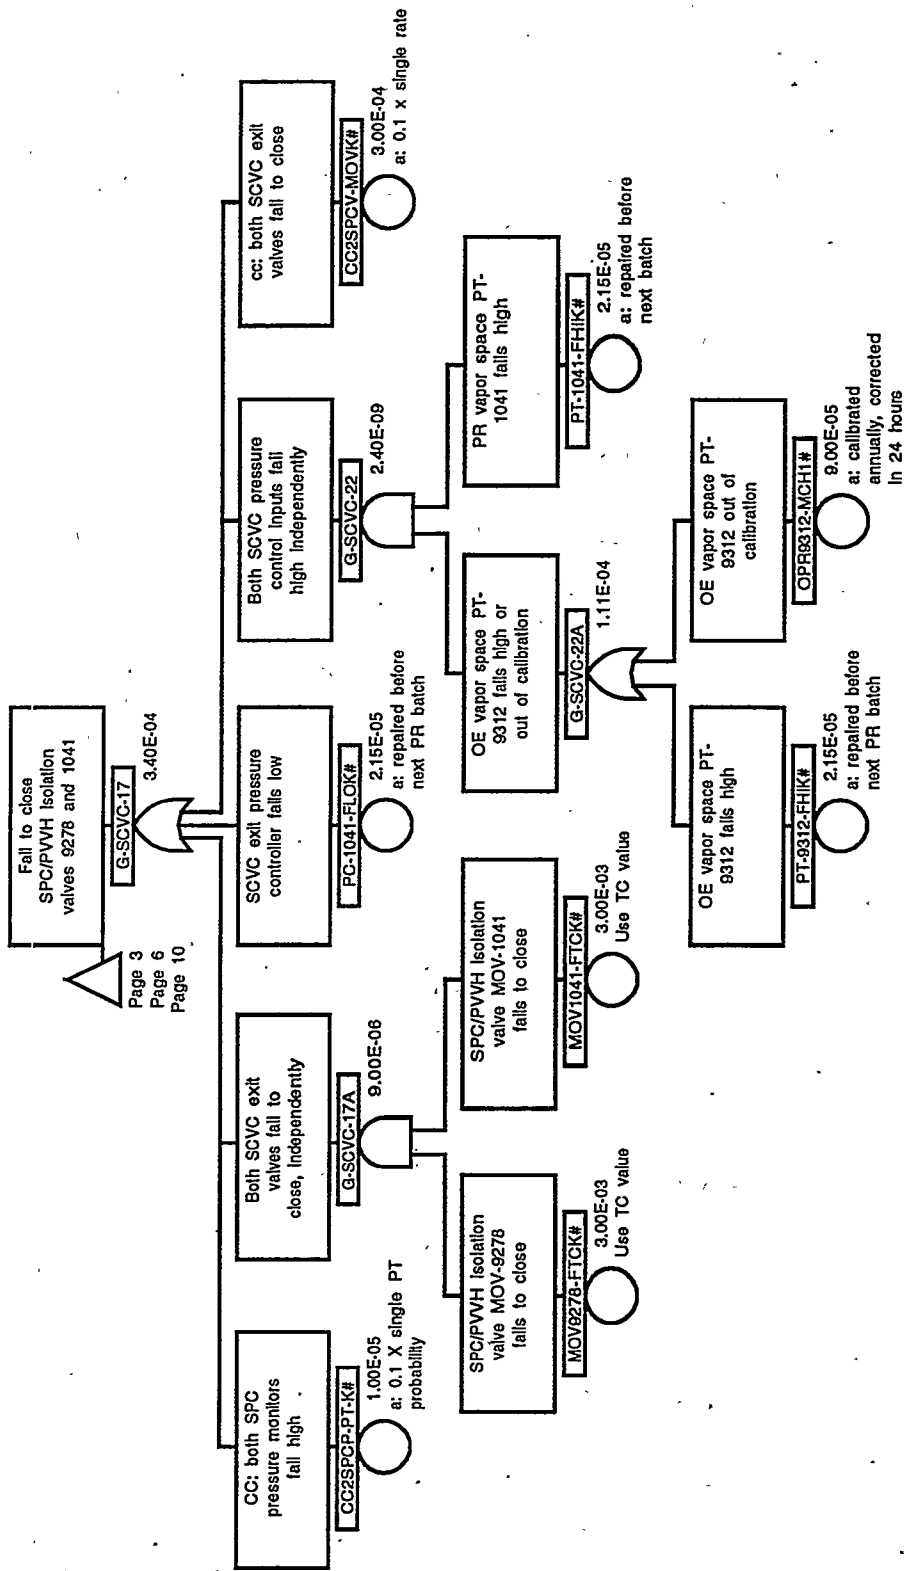 Fail to close
SPC/PVVH Isolation
valves 9278 and 1041
G-SCVC-17
3.40E-04
Page 3
Page 6
Page 10
CC: both SPC
pressure monitors
fail high
CC2SPCP-PT-K#
1.00E-05
a: 0.1 X single PT
probability
Both SCVC exit
valves fail to
close, independently
G-SCVC-17A
9.00E-06
SCVC exit pressure
controller fails low
PC-1041-FLOK#
2.15E-05
a: repaired before
next PR batch
Both SCVC pressure
control inputs fail
high independently
G-SCVC-22
2.40E-09
cc: both SCVC exit
valves fail to close
CC2SPCV-MOVK#
3.00E-04
a: 0.1 x single rate
SPC/PVVH Isolation
valve MOV-9278
fails to close
MOV9278-FTCK#
3.00E-03
Use TC value
SPC/PVVH Isolation
valve MOV-1041
fails to close
MOV1041-FTCK#
3.00E-03
Use TC value
OE vapor space PT-
9312 fails high or
out of calibration
G-SCVC-22A
1.11E-04
PR vapor space PT-
1041 fails high
PT-1041-FHIK#
2.15E-05
a: repaired before
next batch
OE vapor space PT-
9312 fails high
PT-9312-FHIK#
2.15E-05
a: repaired before
next PR batch
OE vapor space PT-
9312 out of
calibration
OPR9312-MCH1#
9.00E-05
a: calibrated
annually, corrected
in 24 hours